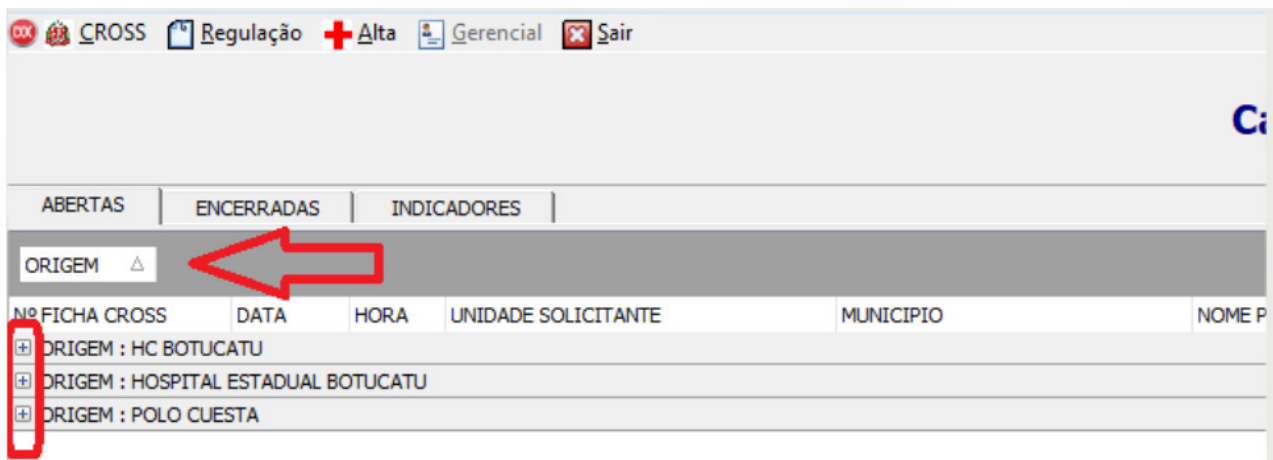 CROSS Regulação Alta Gerencial Sair
Ca
ABERTAS ENCERRADAS INDICADORES
ORIGEM
Nº FICHA CROSS DATA HORA UNIDADE SOLICITANTE MUNICIPIO NOME P
ORIGEM : HC BOTUCATU
ORIGEM : HOSPITAL ESTADUAL BOTUCATU
ORIGEM : POLO CUESTA